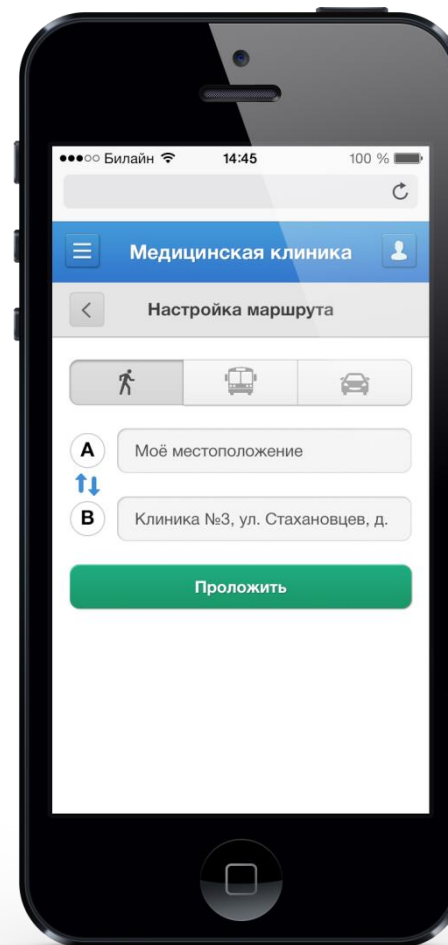 Билайн 14:45 100 %
Медицинская клиника
Настройка маршрута
A Моё местоположение
B Клиника №3, ул. Стахановцев, д.
Проложить